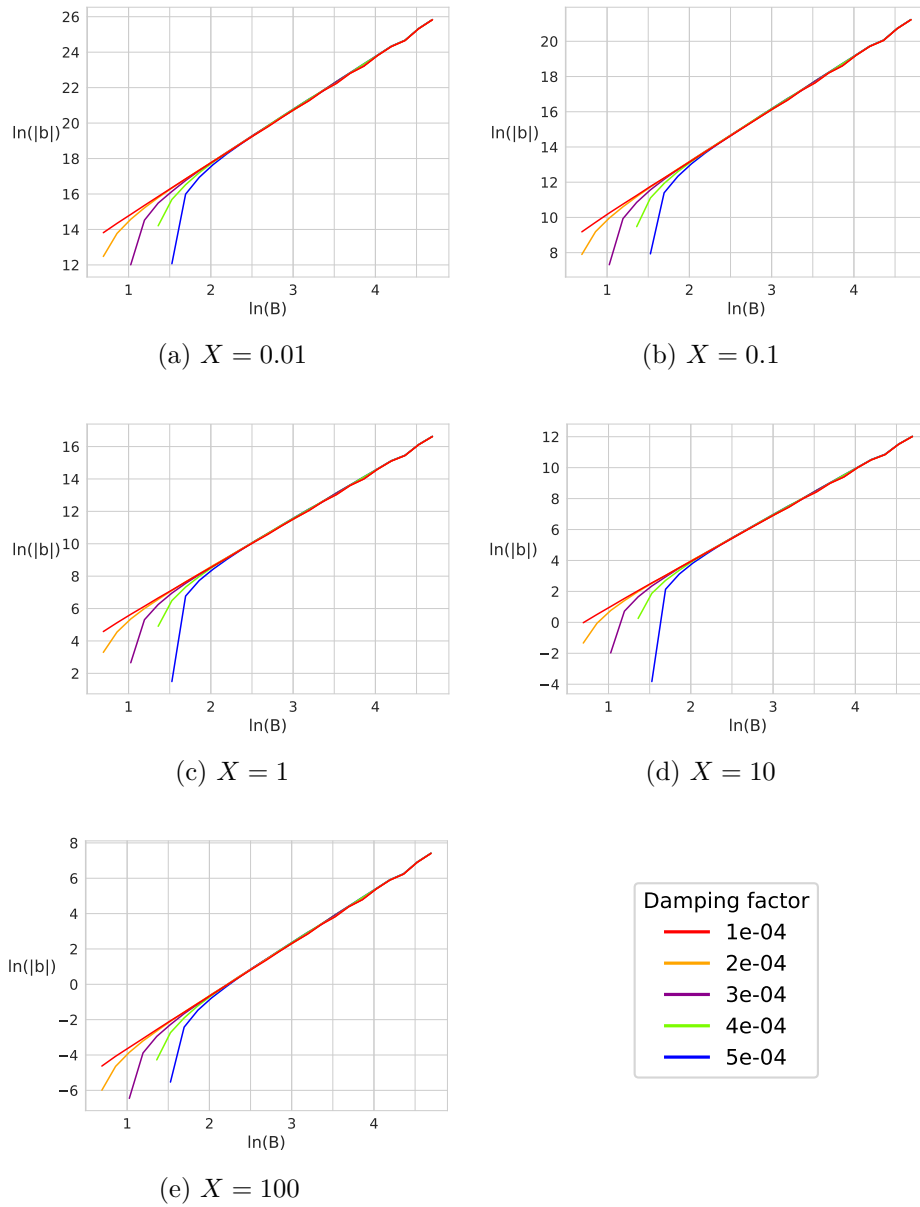 26
24
22
20
ln(|b|)
18
16
14
12
1 2 3 4
ln(B)
(a) X = 0.01
20
18
16
ln(|b|)
14
12
10
8
1 2 3 4
ln(B)
(b) X = 0.1
16
14
12
ln(|b|) 10
8
6
4
2
1 2 3 4
ln(B)
(c) X = 1
12
10
8
6
ln(|b|)
4
2
0
−2
−4
1 2 3 4
ln(B)
(d) X = 10
8
6
4
2
ln(|b|)
0
−2
−4
−6
1 2 3 4
ln(B)
(e) X = 100
Damping factor
1e-04
2e-04
3e-04
4e-04
5e-04